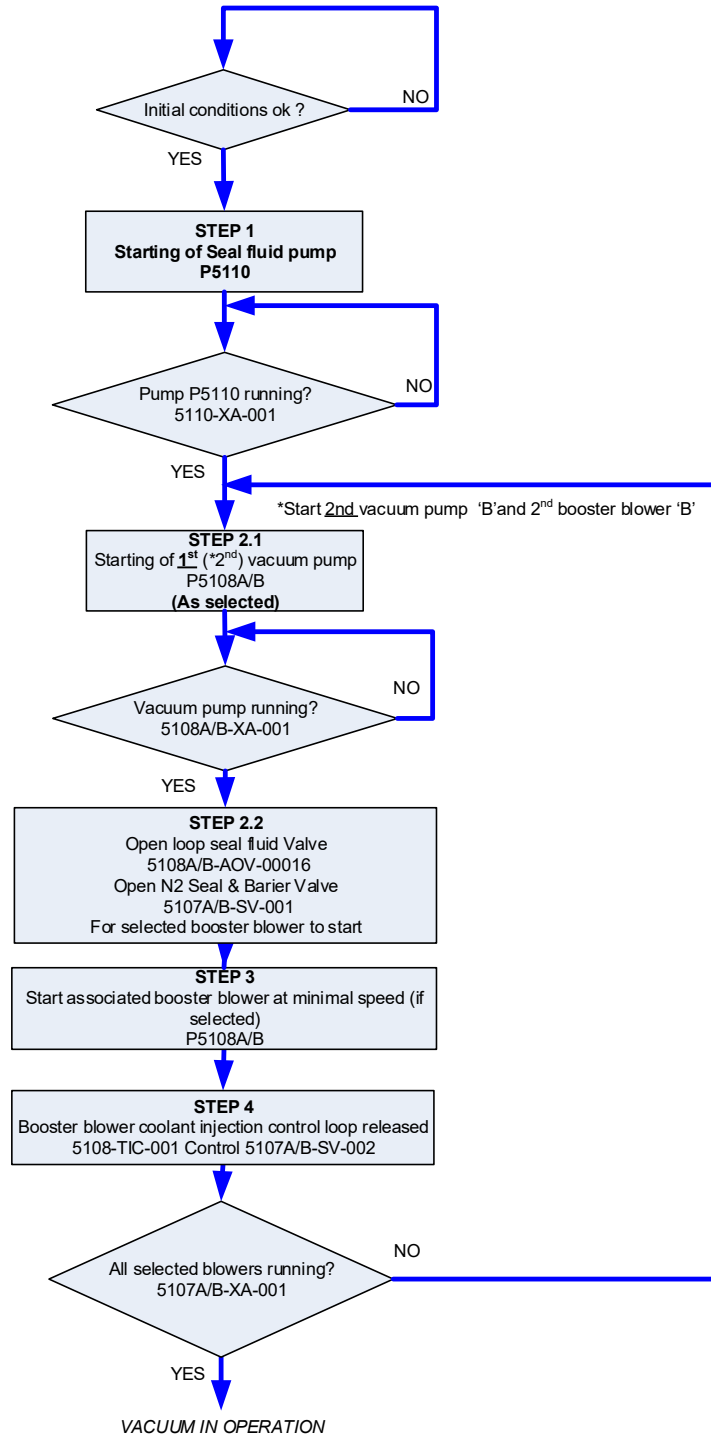 Initial conditions ok ?
NO
YES
STEP 1
Starting of Seal fluid pump
P5110
Pump P5110 running?
5110-XA-001
NO
YES
*Start 2nd vacuum pump ‘B’and 2nd booster blower ‘B’
STEP 2.1
Starting of 1st (*2nd) vacuum pump
P5108A/B
(As selected)
NO
Vacuum pump running?
5108A/B-XA-001
YES
STEP 2.2
Open loop seal fluid Valve
5108A/B-AOV-00016
Open N2 Seal & Barier Valve
5107A/B-SV-001
For selected booster blower to start
STEP 3
Start associated booster blower at minimal speed (if
selected)
P5108A/B
STEP 4
Booster blower coolant injection control loop released
5108-TIC-001 Control 5107A/B-SV-002
NO
All selected blowers running?
5107A/B-XA-001
YES
VACUUM IN OPERATION